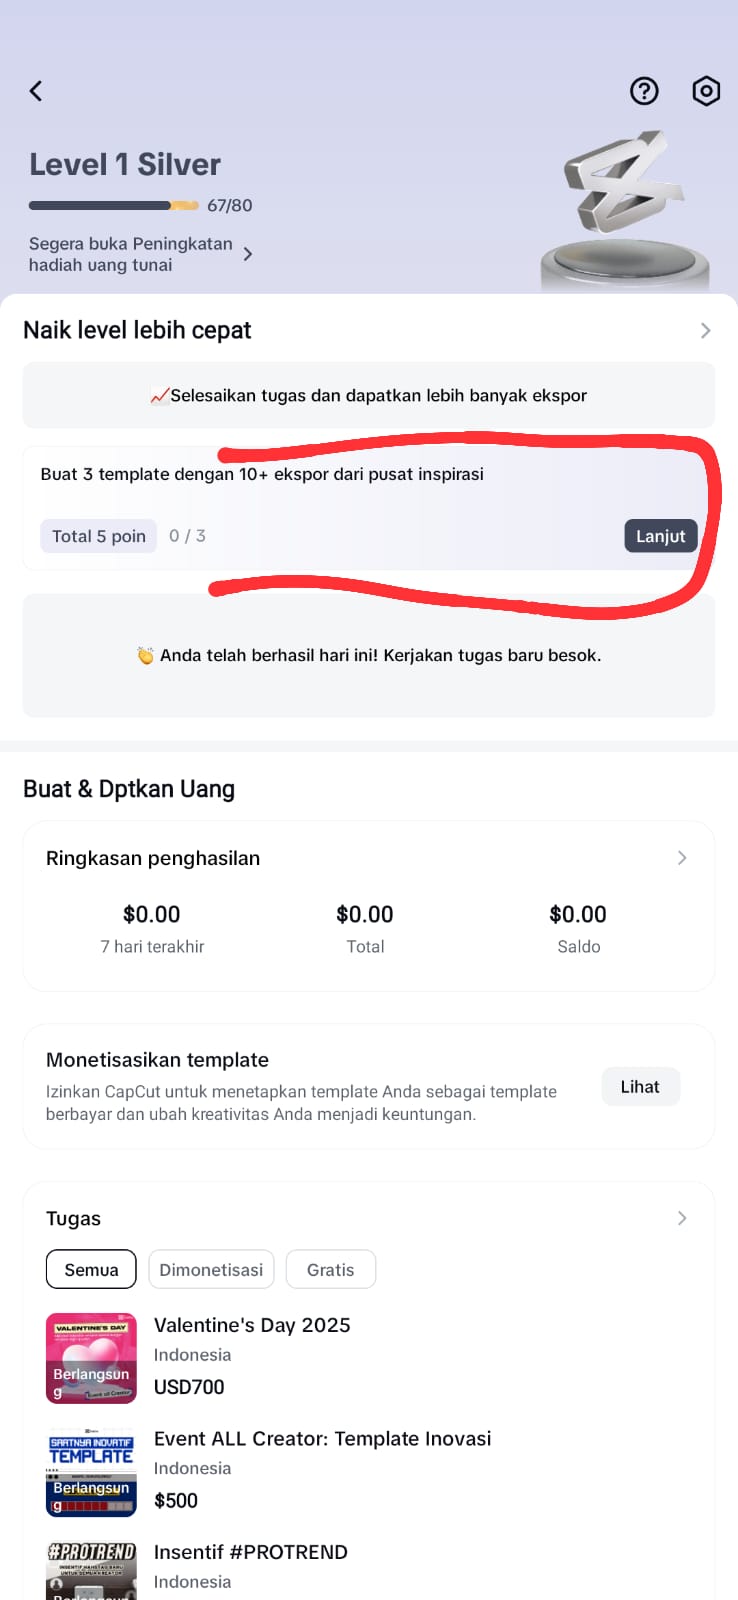 Level 1 Silver
67/80
Segera buka Peningkatan
hadiah uang tunai
Naik level lebih cepat
📈Selesaikan tugas dan dapatkan lebih banyak ekspor
Buat 3 template dengan 10+ ekspor dari pusat inspirasi
Total 5 poin 0 / 3
Lanjut
👏 Anda telah berhasil hari ini! Kerjakan tugas baru besok.
Buat & Dptkan Uang
Ringkasan penghasilan
$0.00 $0.00 $0.00
7 hari terakhir Total Saldo
Monetisasikan template
Izinkan CapCut untuk menetapkan template Anda sebagai template
berbayar dan ubah kreativitas Anda menjadi keuntungan.
Lihat
Tugas
Semua Dimonetisasi Gratis
VALENTINE'S DAY
Berlangsun
g
Valentine's Day 2025
Indonesia
USD700
SAATNYA INOVATIF
TEMPLATE
Berlangsun
g
Event ALL Creator: Template Inovasi
Indonesia
$500
#PROTREND
Insentif #PROTREND
Indonesia